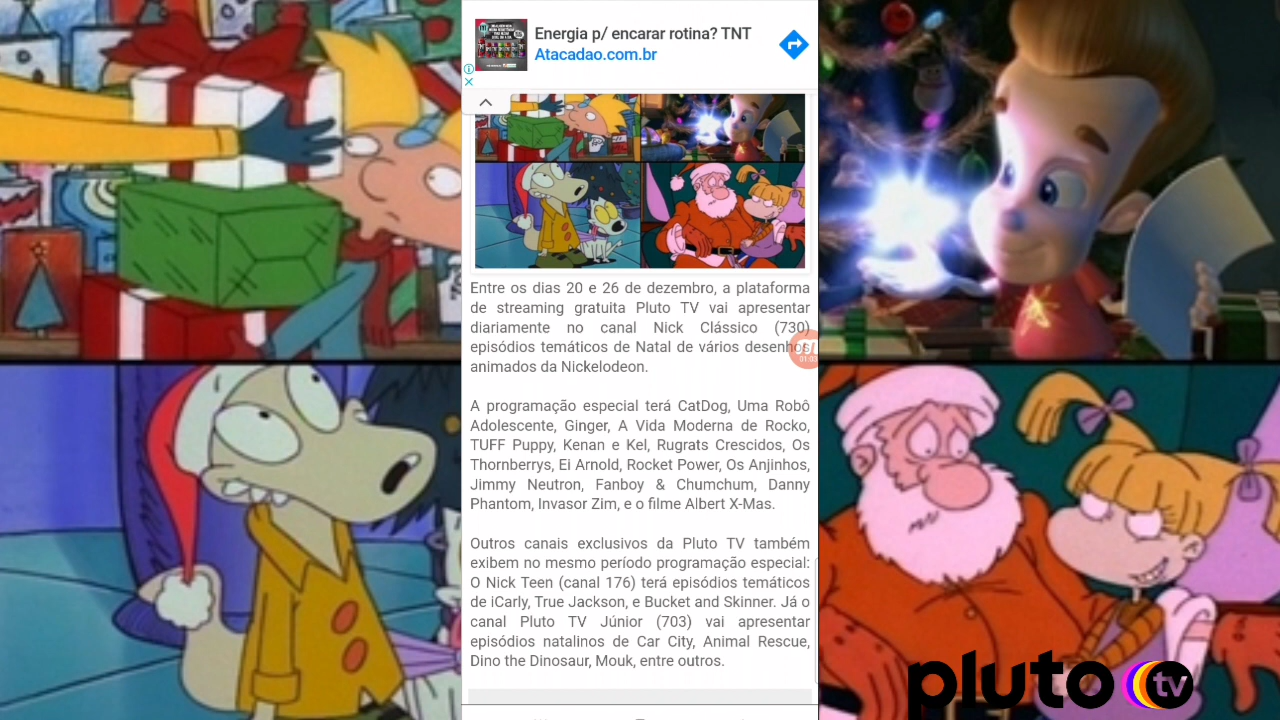 Energia p/ encarar rotina? TNT
Atacadao.com.br
Entre os dias 20 e 26 de dezembro, a plataforma
de streaming gratuita Pluto TV vai apresentar
diariamente no canal Nick Clássico (730)
episódios temáticos de Natal de vários desenhos
animados da Nickelodeon.
01:03
A programação especial terá CatDog, Uma Robô
Adolescente, Ginger, A Vida Moderna de Rocko,
TUFF Puppy, Kenan e Kel, Rugrats Crescidos, Os
Thornberrys, Ei Arnold, Rocket Power, Os Anjinhos,
Jimmy Neutron, Fanboy & Chumchum, Danny
Phantom, Invasor Zim, e o filme Albert X-Mas.
Outros canais exclusivos da Pluto TV também
exibem no mesmo período programação especial:
O Nick Teen (canal 176) terá episódios temáticos
de iCarly, True Jackson, e Bucket and Skinner. Já o
canal Pluto TV Júnior (703) vai apresentar
episódios natalinos de Car City, Animal Rescue,
Dino the Dinosaur, Mouk, entre outros.
pluto tv